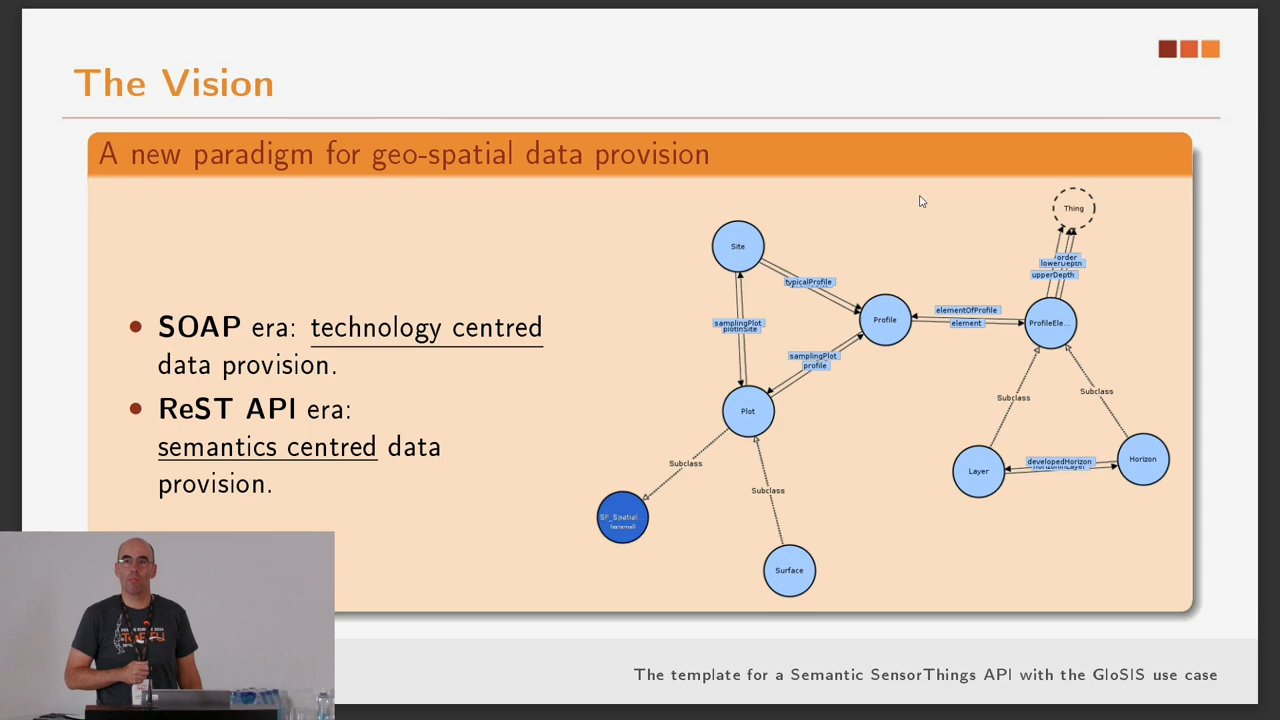 The Vision
A new paradigm for geo-spatial data provision
SOAP era: technology centred
data provision.
ReST API era:
semantics centred data
provision.
Thing
order
lowerDepth
upperDepth
Site
typicalProfile
elementOfProfile
Profile
element
ProfileEle...
samplingPlot
plotInSite
samplingPlot
profile
Subclass
Subclass
Plot
Subclass
developedHorizon
horizonInLayer
Layer
Horizon
Subclass
SF_Spatial
(external)
Surface
The template for a Semantic SensorThings API with the GloSIS use case